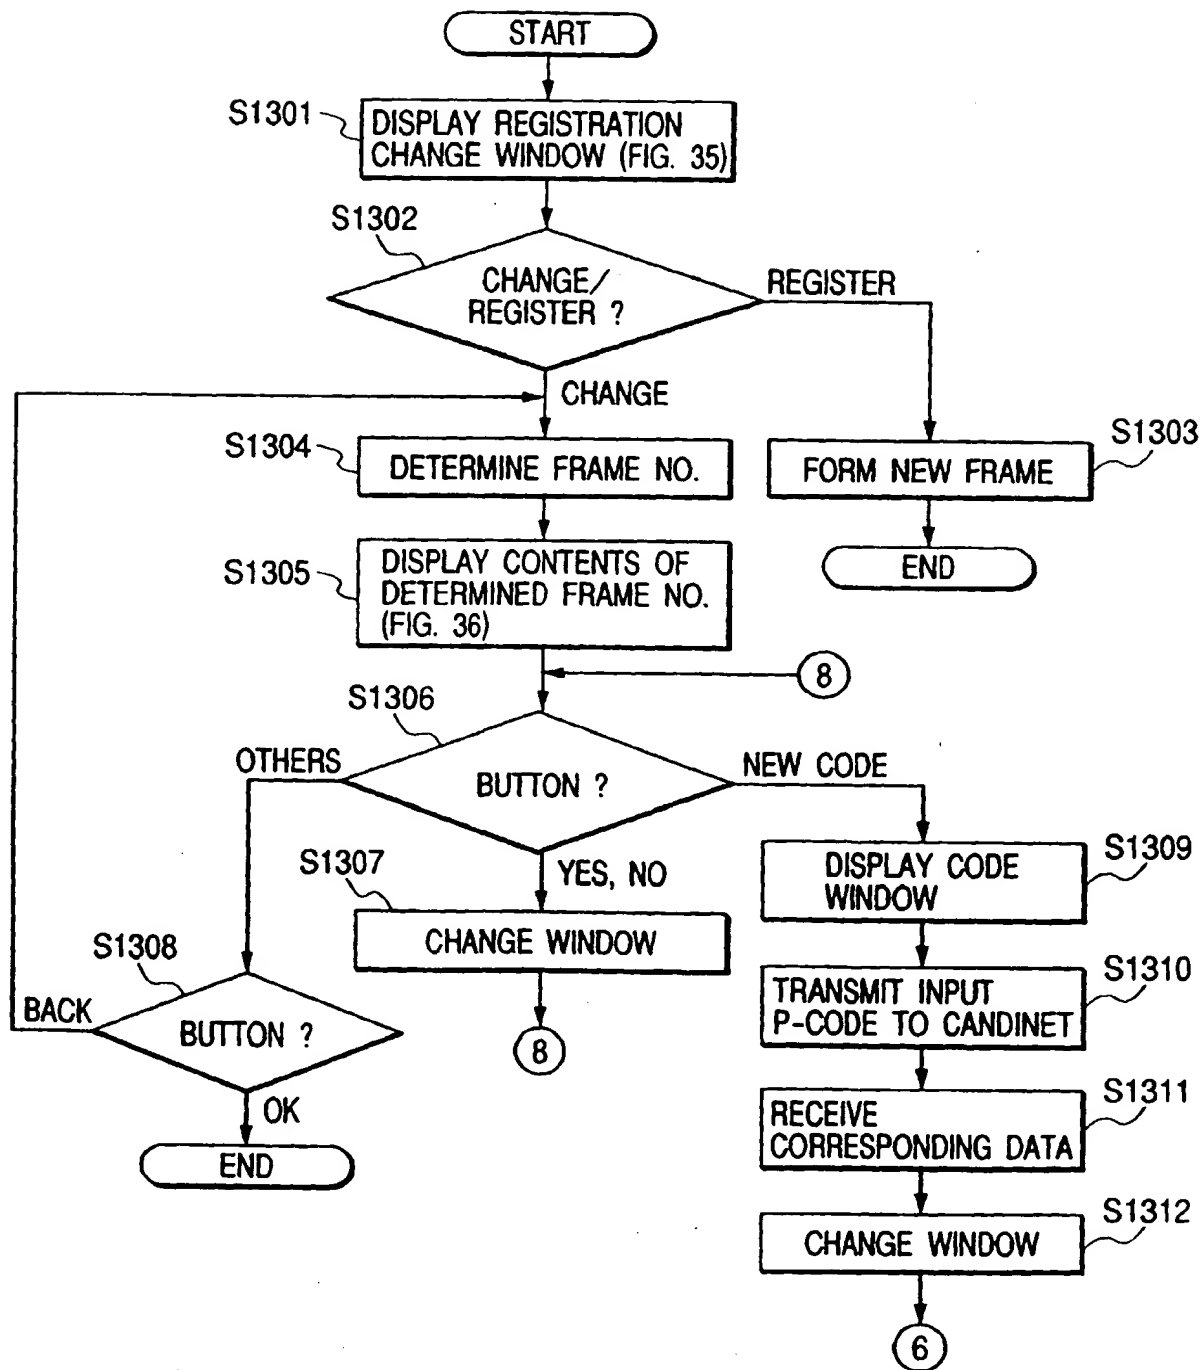 START
S1301
DISPLAY REGISTRATION
CHANGE WINDOW (FIG. 35)
S1302
CHANGE/
REGISTER ?
REGISTER
CHANGE
S1304
DETERMINE FRAME NO.
S1303
FORM NEW FRAME
END
S1305
DISPLAY CONTENTS OF
DETERMINED FRAME NO.
(FIG. 36)
8
S1306
OTHERS
BUTTON ?
NEW CODE
YES, NO
S1307
CHANGE WINDOW
8
S1308
BACK
BUTTON ?
OK
END
S1309
DISPLAY CODE
WINDOW
S1310
TRANSMIT INPUT
P-CODE TO CANDINET
S1311
RECEIVE
CORRESPONDING DATA
S1312
CHANGE WINDOW
6